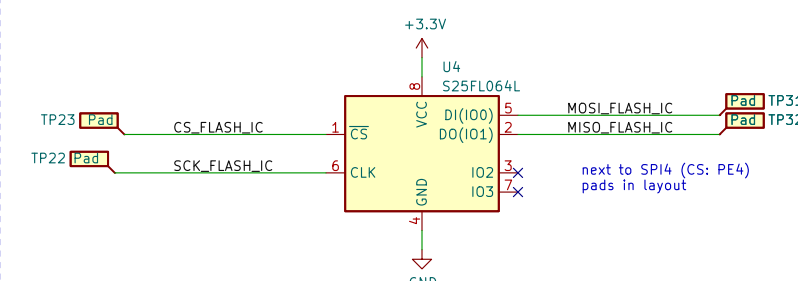 +3.3V
U4
S25FL064L
8
VCC
TP23 Pad
CS_FLASH_IC
1
CS
DI(IO0)
5
MOSI_FLASH_IC
Pad TP31
DO(IO1)
2
MISO_FLASH_IC
Pad TP32
TP22 Pad
SCK_FLASH_IC
6
CLK
IO2
3
IO3
7
next to SPI4 (CS: PE4)
pads in layout
GND
4